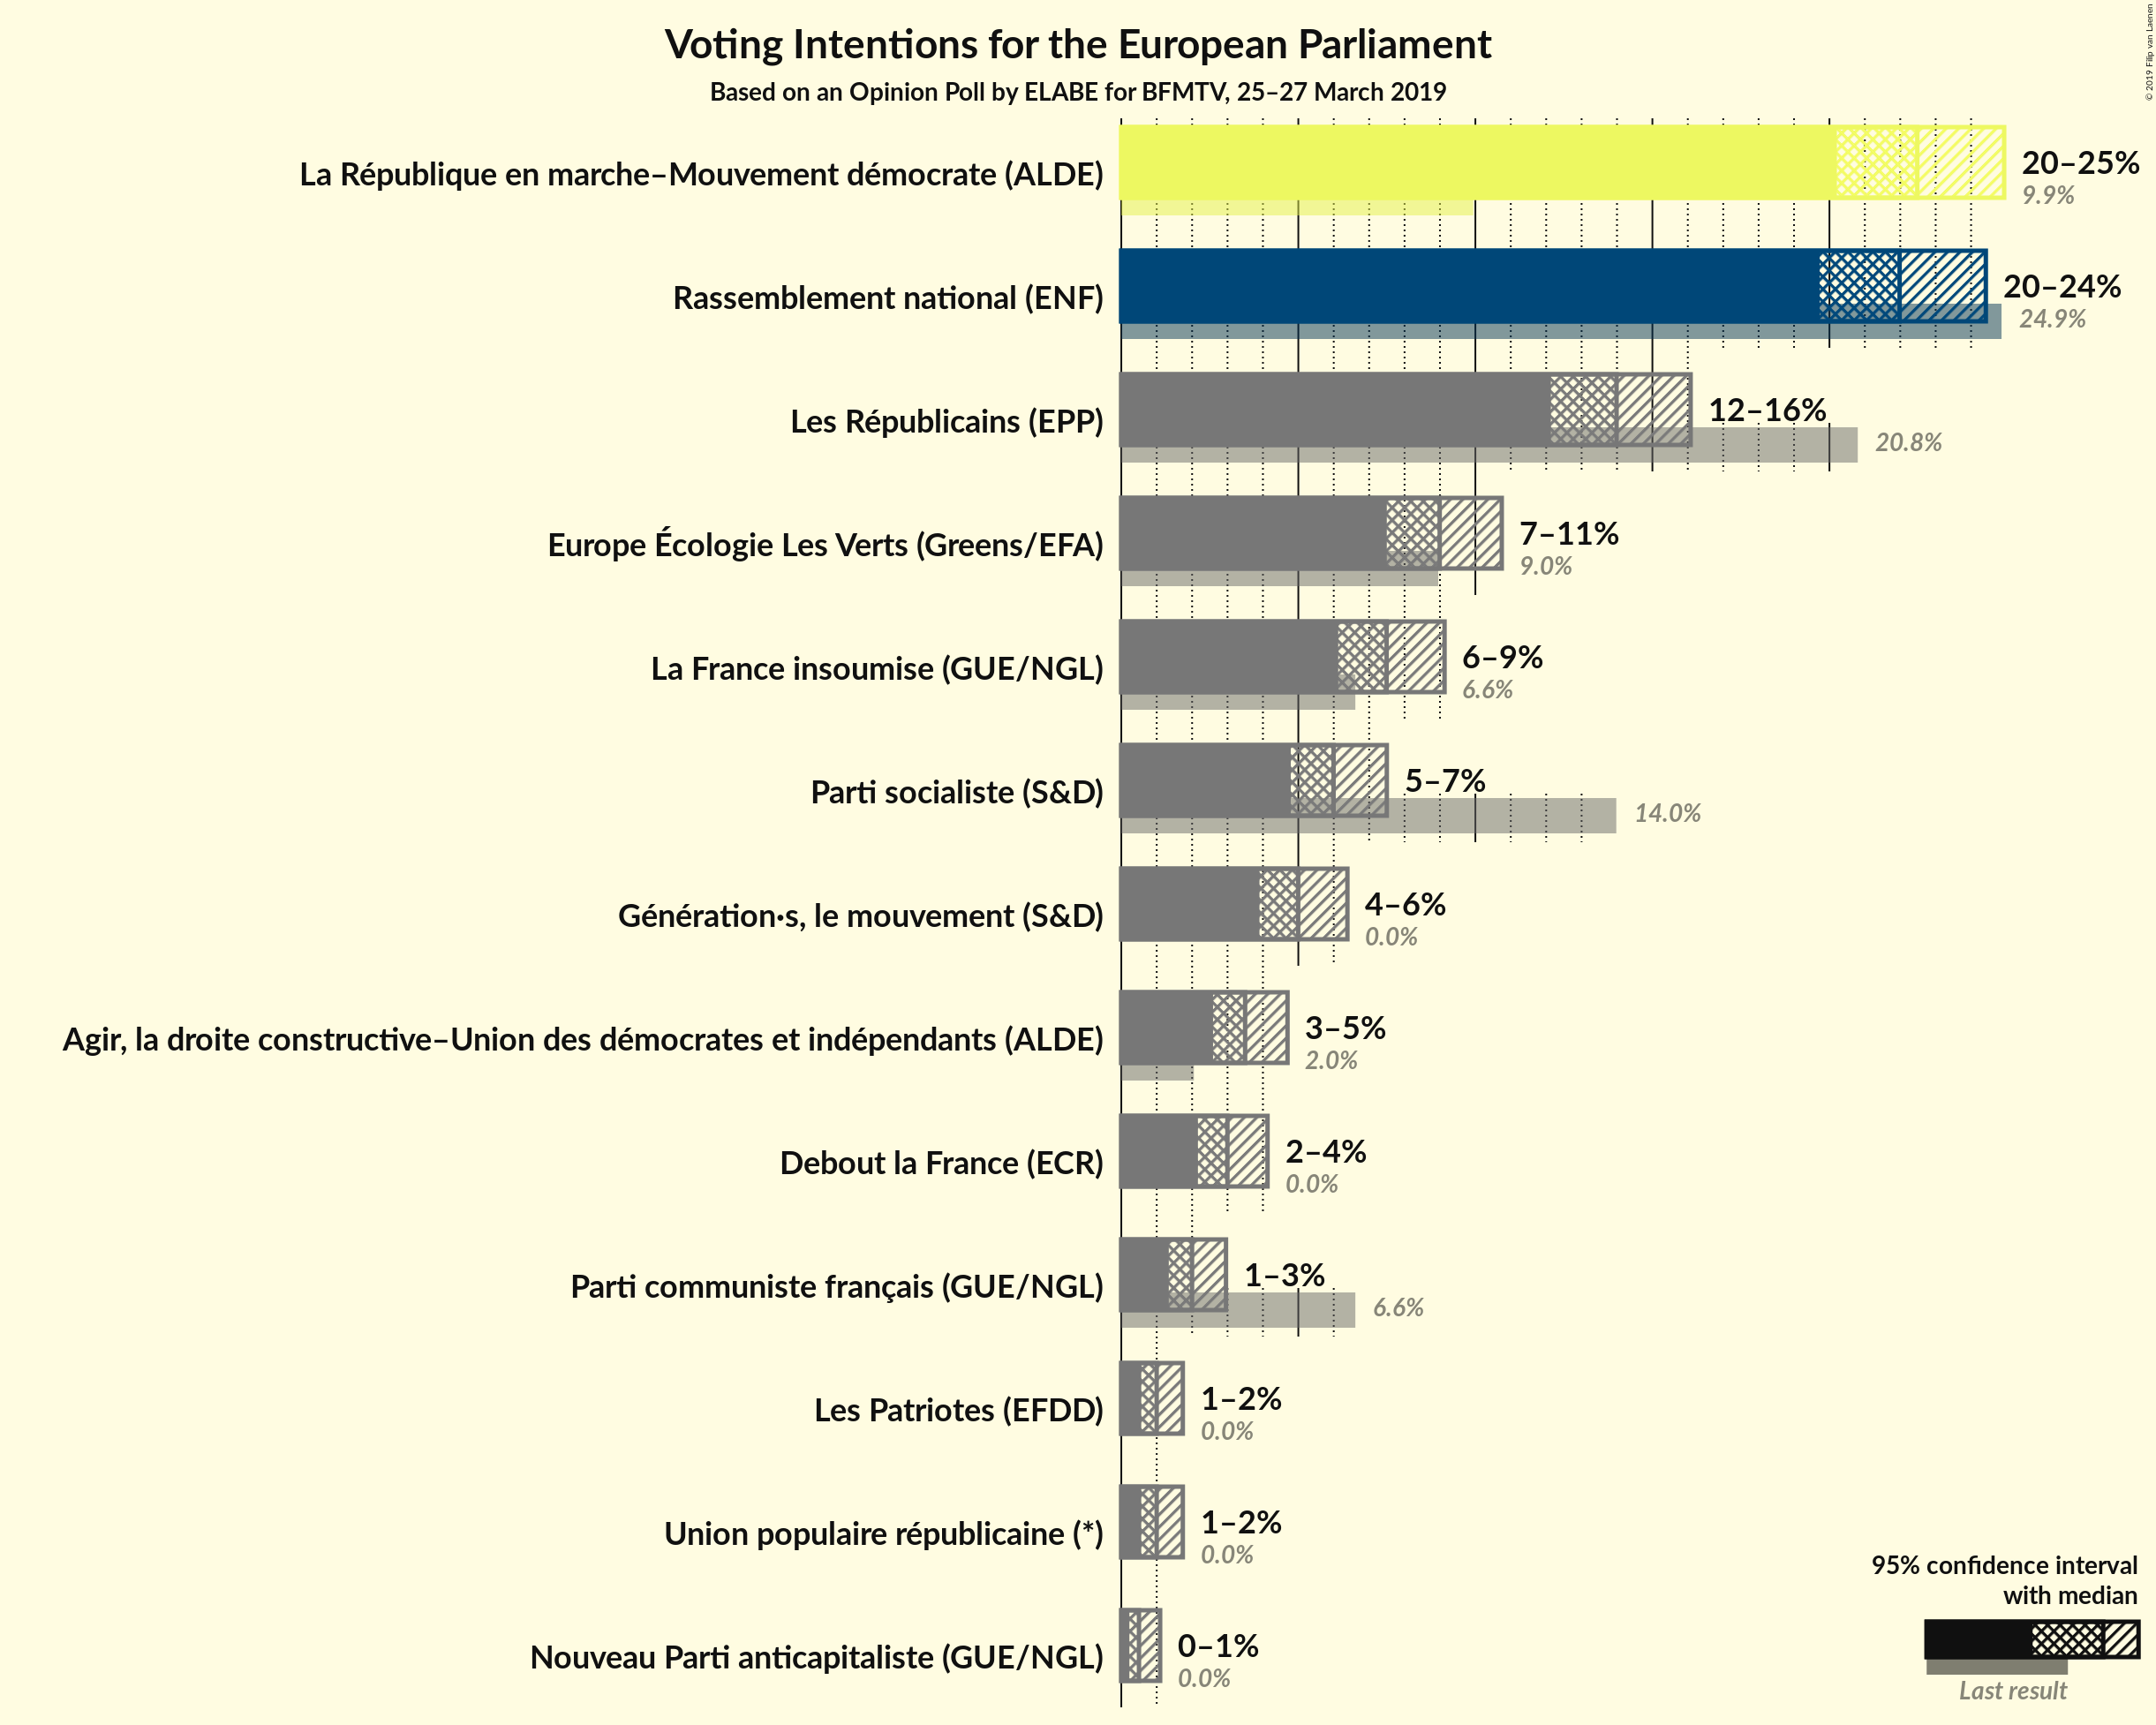 Voting Intentions for the European Parliament
Based on an Opinion Poll by ELABE for BFMTV, 25–27 March 2019
© 2019 Filip van Laenen
La République en marche–Mouvement démocrate (ALDE)
20–25%
9.9%
Rassemblement national (ENF)
20–24%
24.9%
Les Républicains (EPP)
12–16%
20.8%
Europe Écologie Les Verts (Greens/EFA)
7–11%
9.0%
La France insoumise (GUE/NGL)
6–9%
6.6%
Parti socialiste (S&D)
5–7%
14.0%
Génération·s, le mouvement (S&D)
4–6%
0.0%
Agir, la droite constructive–Union des démocrates et indépendants (ALDE)
3–5%
2.0%
Debout la France (ECR)
2–4%
0.0%
Parti communiste français (GUE/NGL)
1–3%
6.6%
Les Patriotes (EFDD)
1–2%
0.0%
Union populaire républicaine (*)
1–2%
0.0%
Nouveau Parti anticapitaliste (GUE/NGL)
0–1%
0.0%
95% confidence interval
with median
Last result